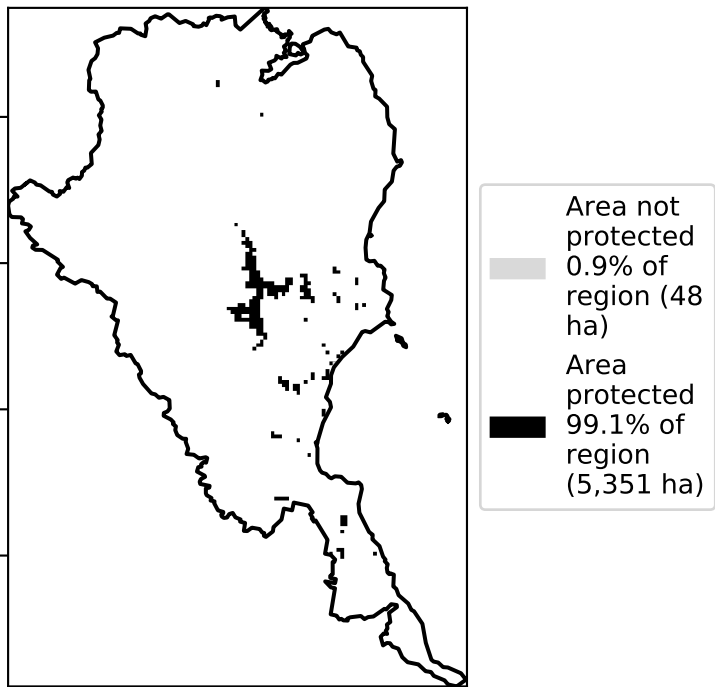 Area not
protected
0.9% of
region (48
ha)
Area
protected
99.1% of
region
(5,351 ha)